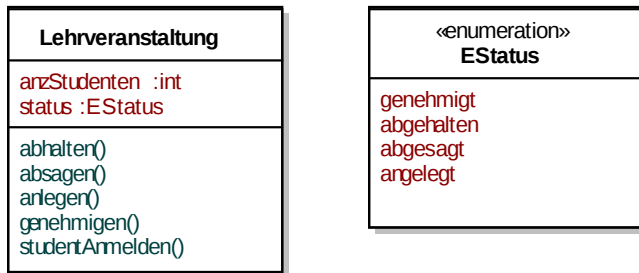 Lehrveranstaltung
anzStudenten :int
status :EStatus
abhalten()
absagen()
anlegen()
genehmigen()
studentAnmelden()
«enumeration»
EStatus
genehmigt
abgehalten
abgesagt
angelegt